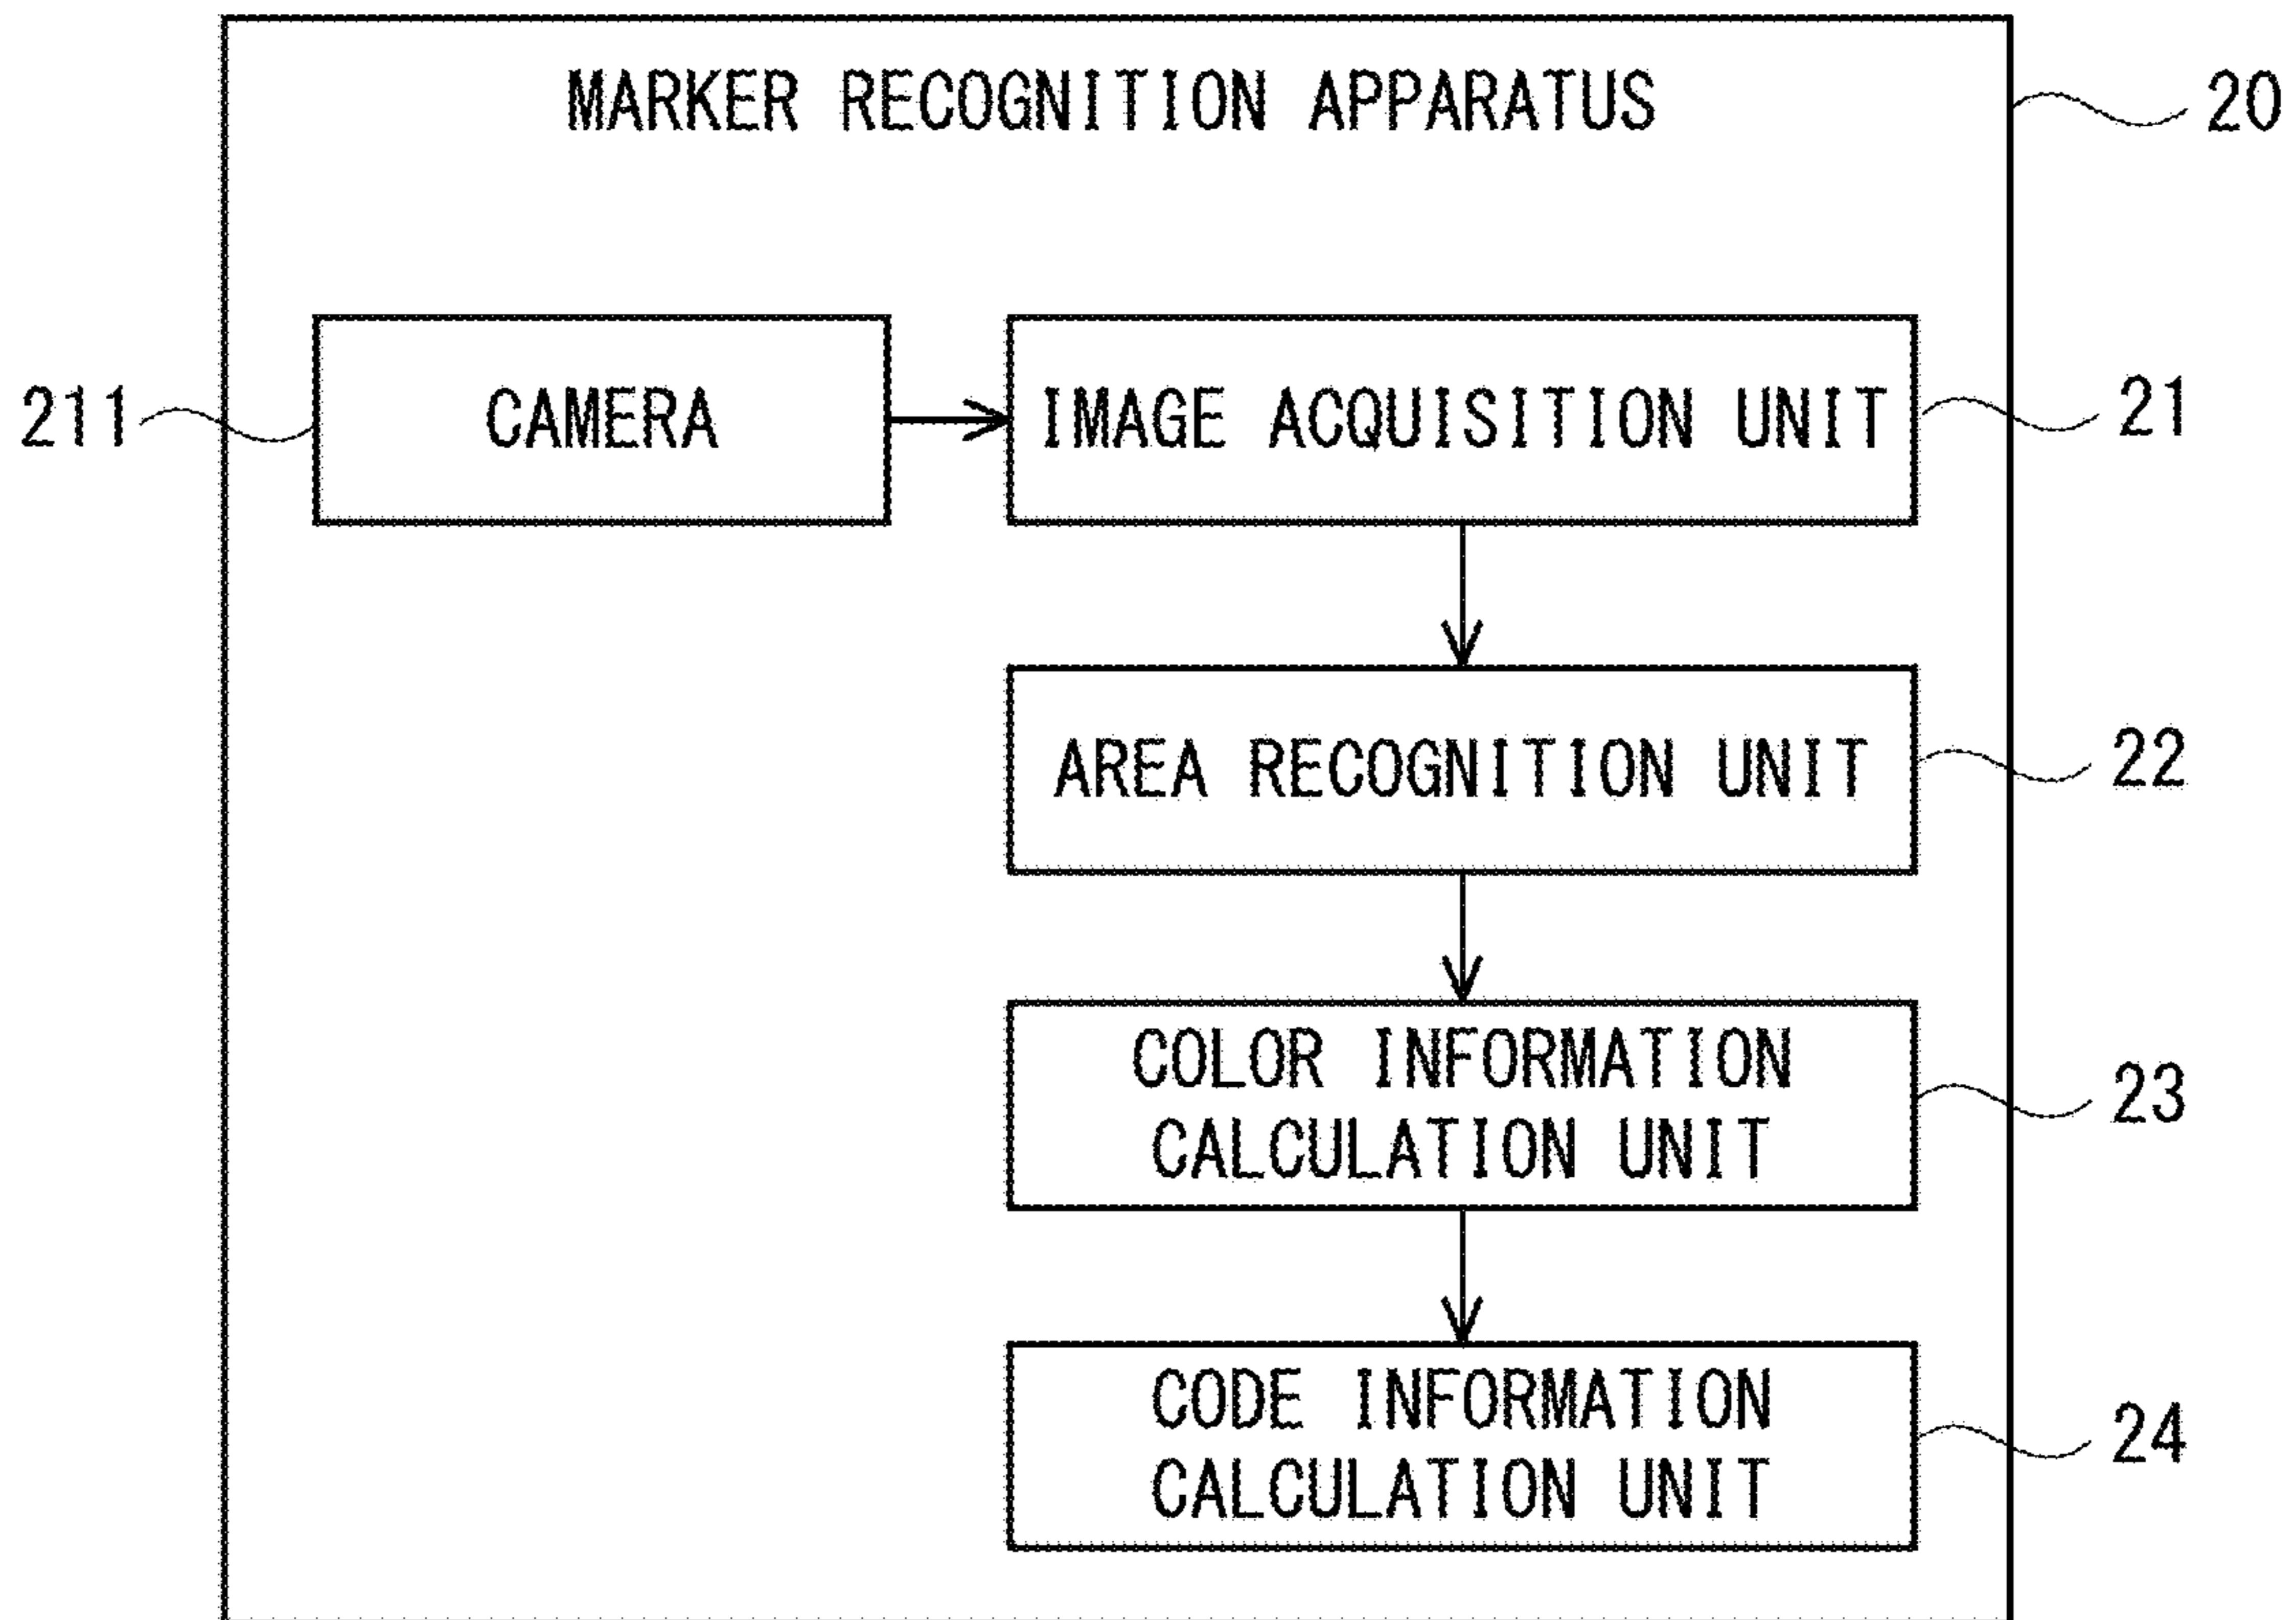 MARKER RECOGNITION APPARATUS
20
211
CAMERA
IMAGE ACQUISITION UNIT
21
AREA RECOGNITION UNIT
22
COLOR INFORMATION
CALCULATION UNIT
23
CODE INFORMATION
CALCULATION UNIT
24